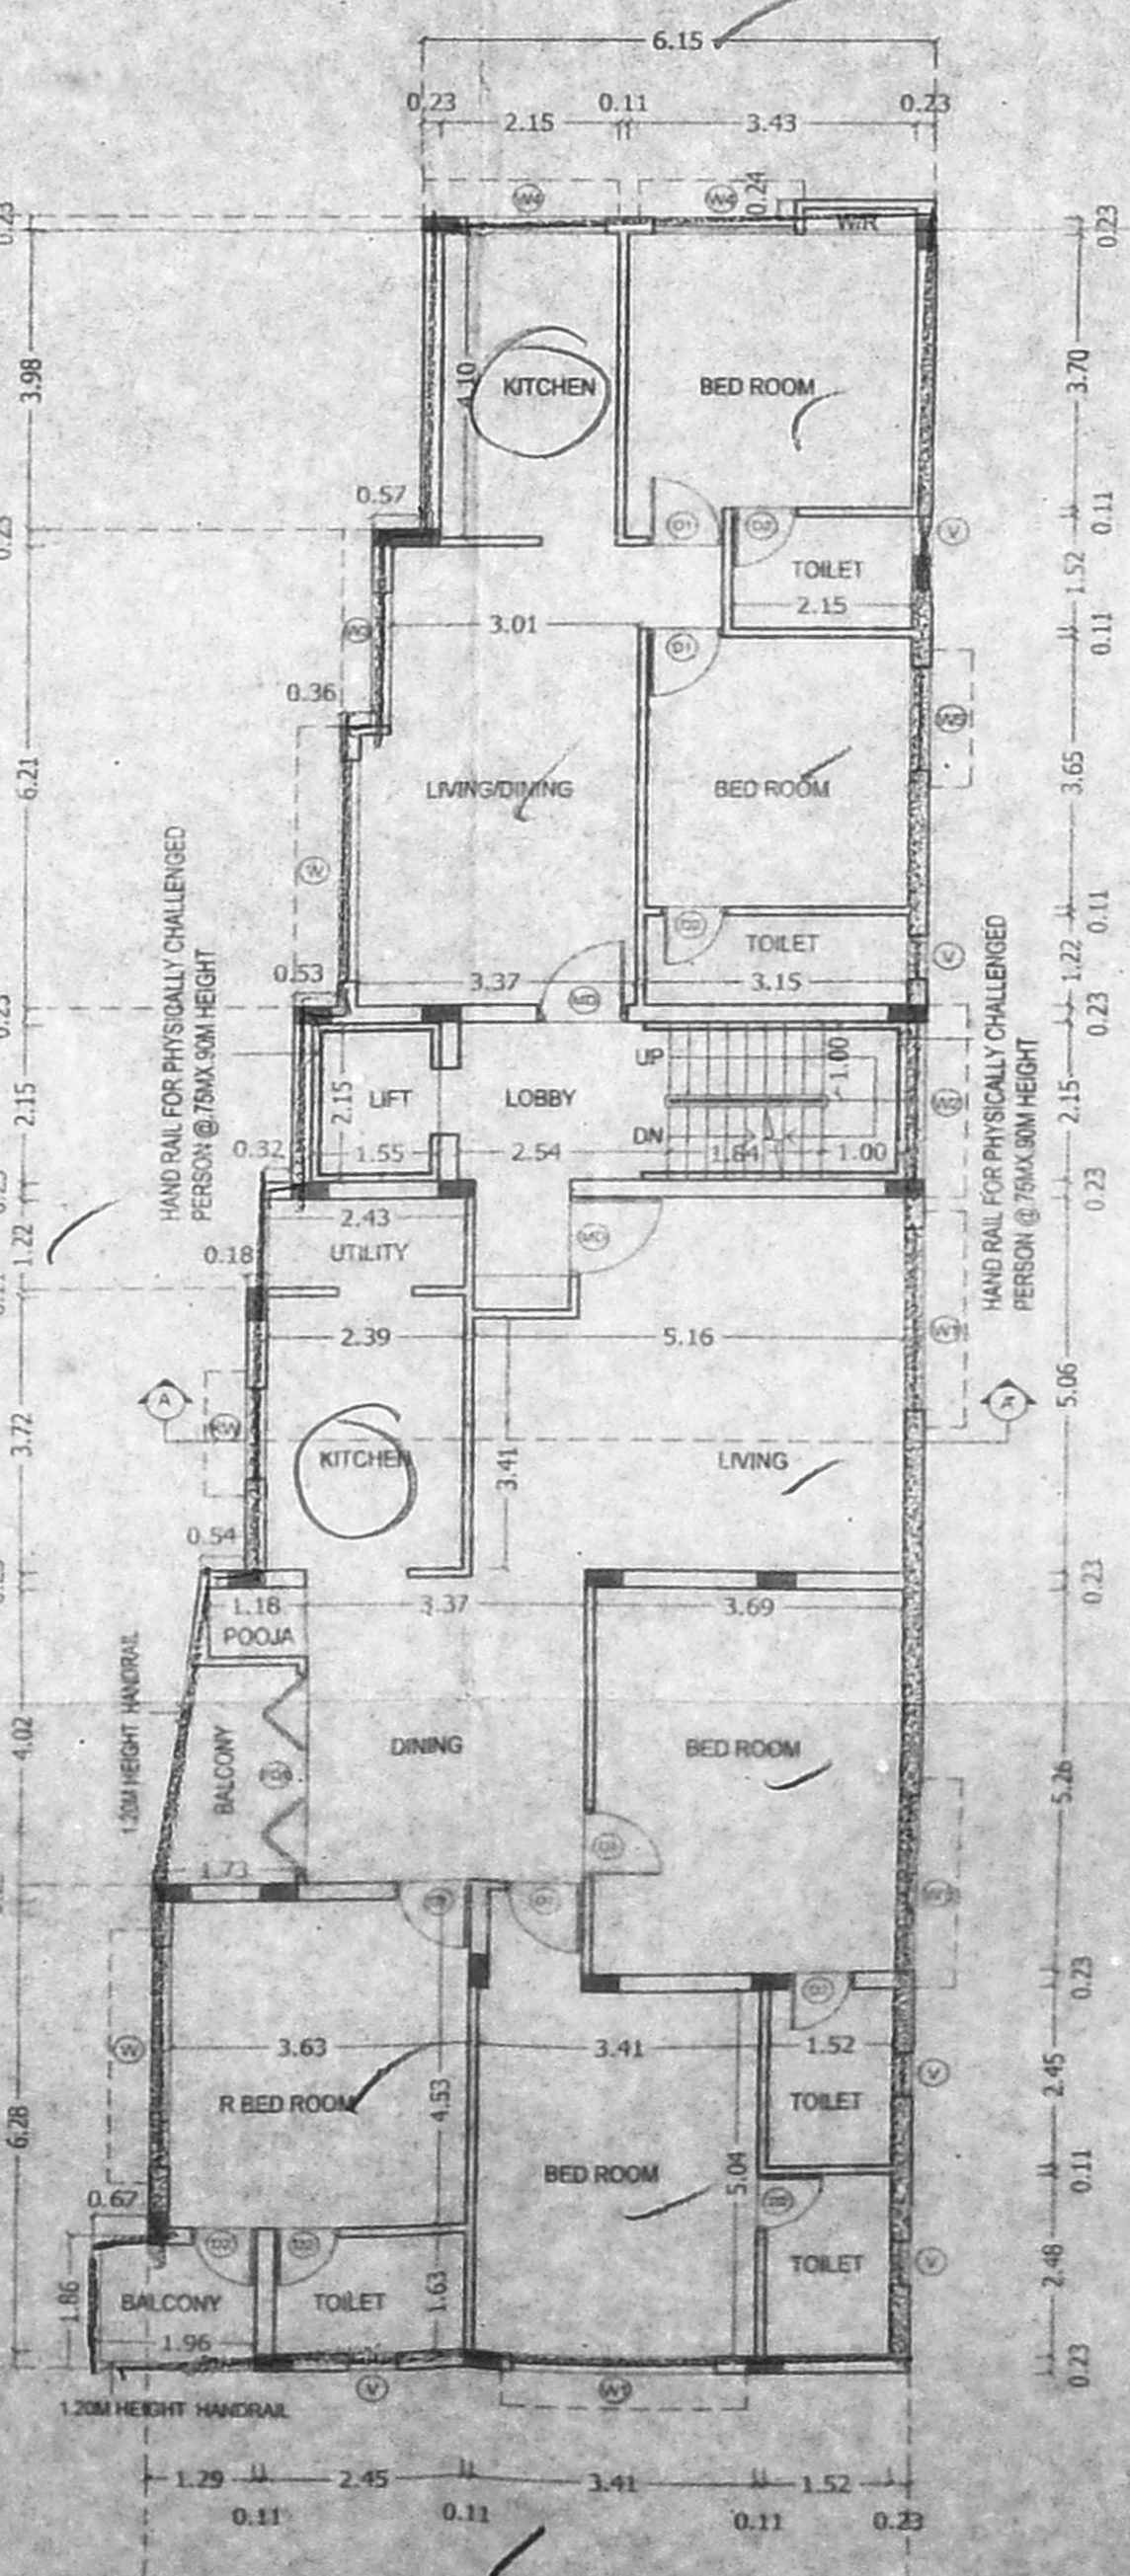 6.15
0.23 0.11 0.23
2.15 3.43
W4 W4 0.24
W/R
0.23 0.23
3.98 4.10 KITCHEN BED ROOM 3.70
0.57
D1 D2 V 0.11
TOILET 1.52
2.15
3.01 0.11
D1
0.36
6.21 LIVING/DINING BED ROOM 3.65
HAND RAIL FOR PHYSICALLY CHALLENGED
PERSON @.75MX.90M HEIGHT
D2 0.11
TOILET V 1.22
0.53 3.37 3.15
MD 0.23
HAND RAIL FOR PHYSICALLY CHALLENGED
PERSON @.75MX.90M HEIGHT
UP 1.00
2.15 2.15 LIFT LOBBY 2.15
DN
0.32 1.55 2.54 1.84 1.00
0.23
2.43
1.22 UTILITY MD
0.18
2.39 5.16 W1
A 5.06 A
3.72 KITCHEN 3.41 LIVING
0.54
0.23
1.18 3.37 3.69
POOJA
1.20M HEIGHT HANDRAIL
4.02 BALCONY DINING BED ROOM
5.26
1.73
0.23
W 3.63 3.41 1.52
R BED ROOM 4.53 TOILET V 2.45
6.28
BED ROOM 5.04 0.11
0.67
1.86 BALCONY TOILET 1.63 TOILET V 2.48
1.96
0.23
V
1.20M HEIGHT HANDRAIL
1.29 2.45 3.41 1.52
0.11 0.11 0.11 0.23